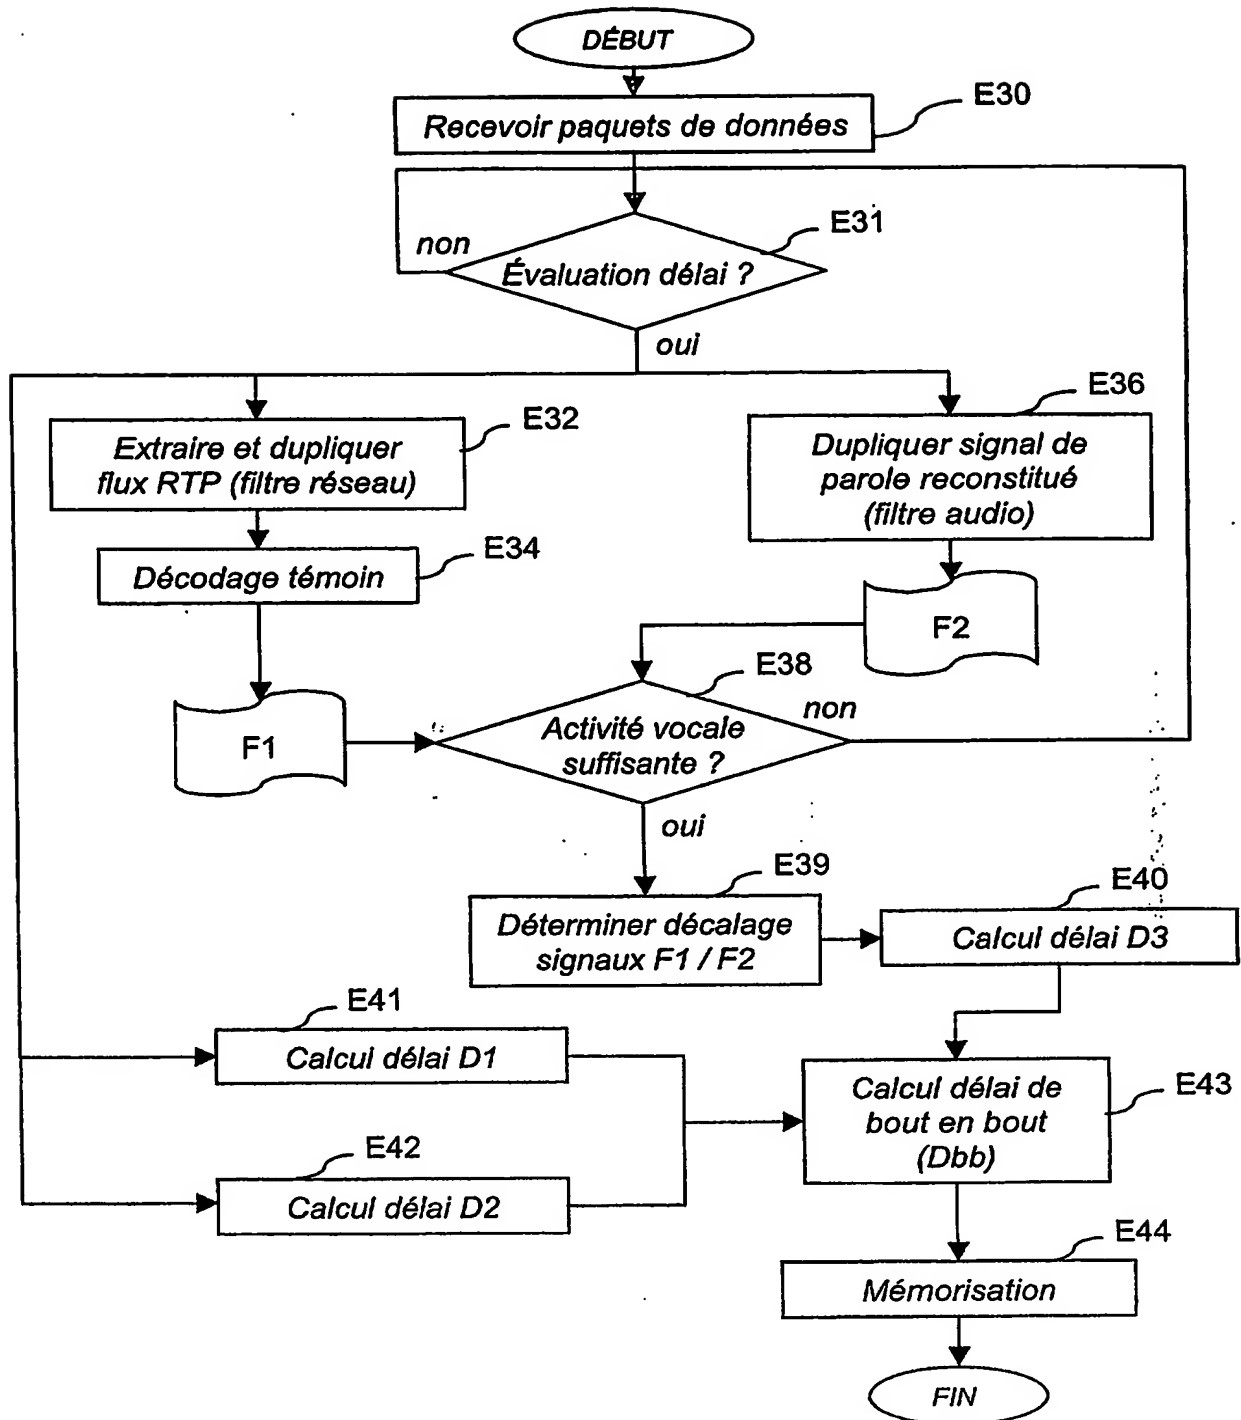 DÉBUT
E30
Recevoir paquets de données
E31
non
Évaluation délai ?
oui
E32
E36
Extraire et dupliquer
flux RTP (filtre réseau)
Dupliquer signal de
parole reconstitué
(filtre audio)
E34
Décodage témoin
F2
E38
non
F1
Activité vocale
suffisante ?
oui
E39
E40
Déterminer décalage
signaux F1 / F2
Calcul délai D3
E41
Calcul délai D1
E43
Calcul délai de
bout en bout
(Dbb)
E42
Calcul délai D2
E44
Mémorisation
FIN